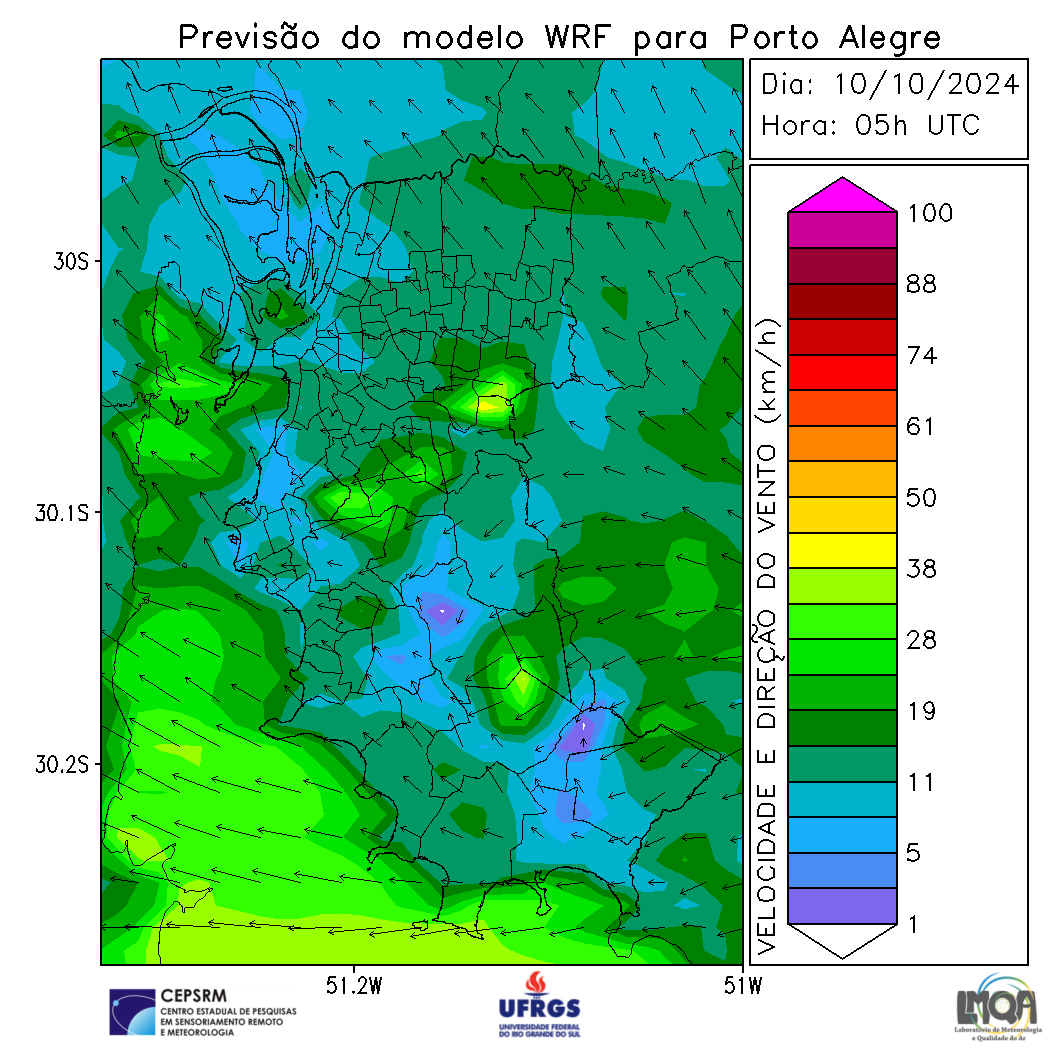 Previsão do modelo WRF para Porto Alegre
Dia: 10/10/2024
Hora: 05h UTC
30S
30.1S
30.2S
51.2W
51W
VELOCIDADE E DIREÇÃO DO VENTO (km/h)
100
88
74
61
50
38
28
19
11
5
1
CEPSRM
CENTRO ESTADUAL DE PESQUISAS
EM SENSORIAMENTO REMOTO
E METEOROLOGIA
UFRGS
UNIVERSIDADE FEDERAL
DO RIO GRANDE DO SUL
LMQA
Laboratório de Meteorologia
e Qualidade do Ar